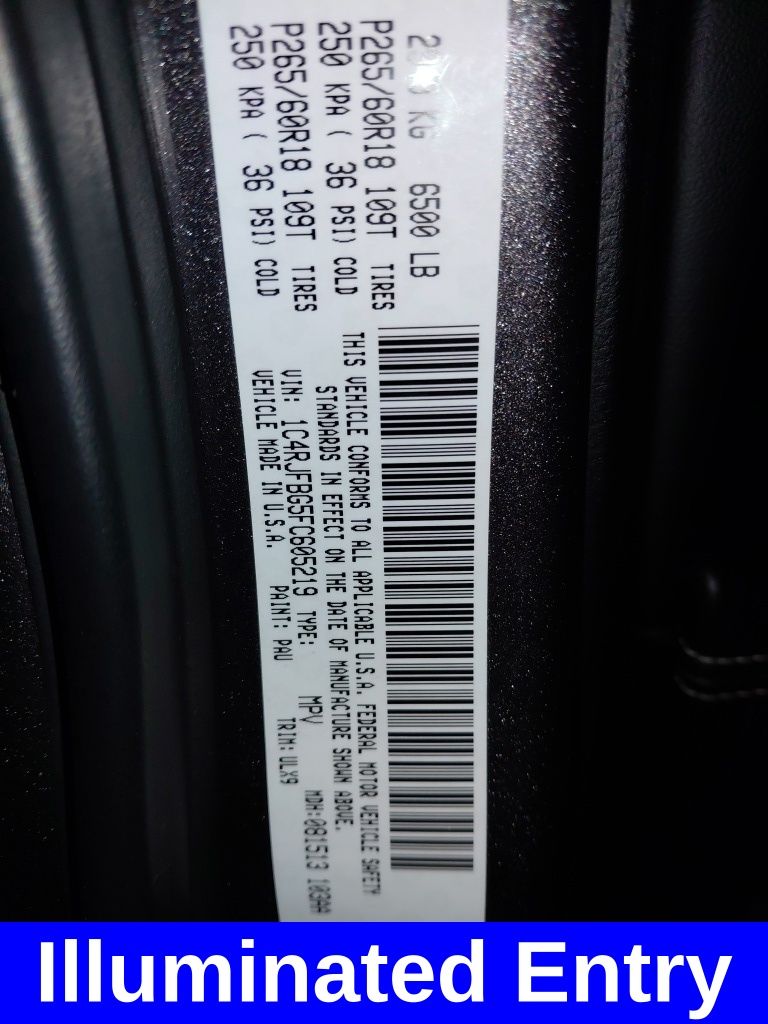 KG 6500 LB
P265/60R18 109T TIRES
250 KPA ( 36 PSI) COLD
P265/60R18 109T TIRES
250 KPA ( 36 PSI) COLD
THIS VEHICLE CONFORMS TO ALL APPLICABLE U.S.A. FEDERAL MOTOR VEHICLE SAFETY
STANDARDS IN EFFECT ON THE DATE OF MANUFACTURE SHOWN ABOVE.
VIN: 1C4RJFBG5FC605219 TYPE: MPV MDH:081513 103AA
VEHICLE MADE IN U.S.A. PAINT: PAU TRIM: ULX9
Illuminated Entry